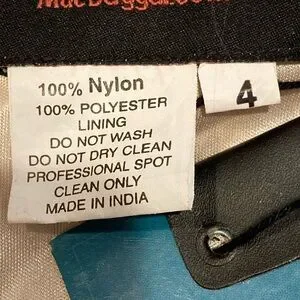 100% Nylon
100% POLYESTER
LINING
DO NOT WASH
DO NOT DRY CLEAN
PROFESSIONAL SPOT
CLEAN ONLY
MADE IN INDIA
4